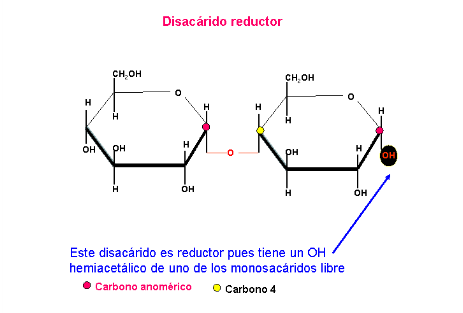 Disacárido reductor
CH2OH CH2OH
O O
H H H H
H H
OH OH H O OH H OH
H OH H OH
Este disacárido es reductor pues tiene un OH
hemiacetálico de uno de los monosacáridos libre
Carbono anomérico Carbono 4